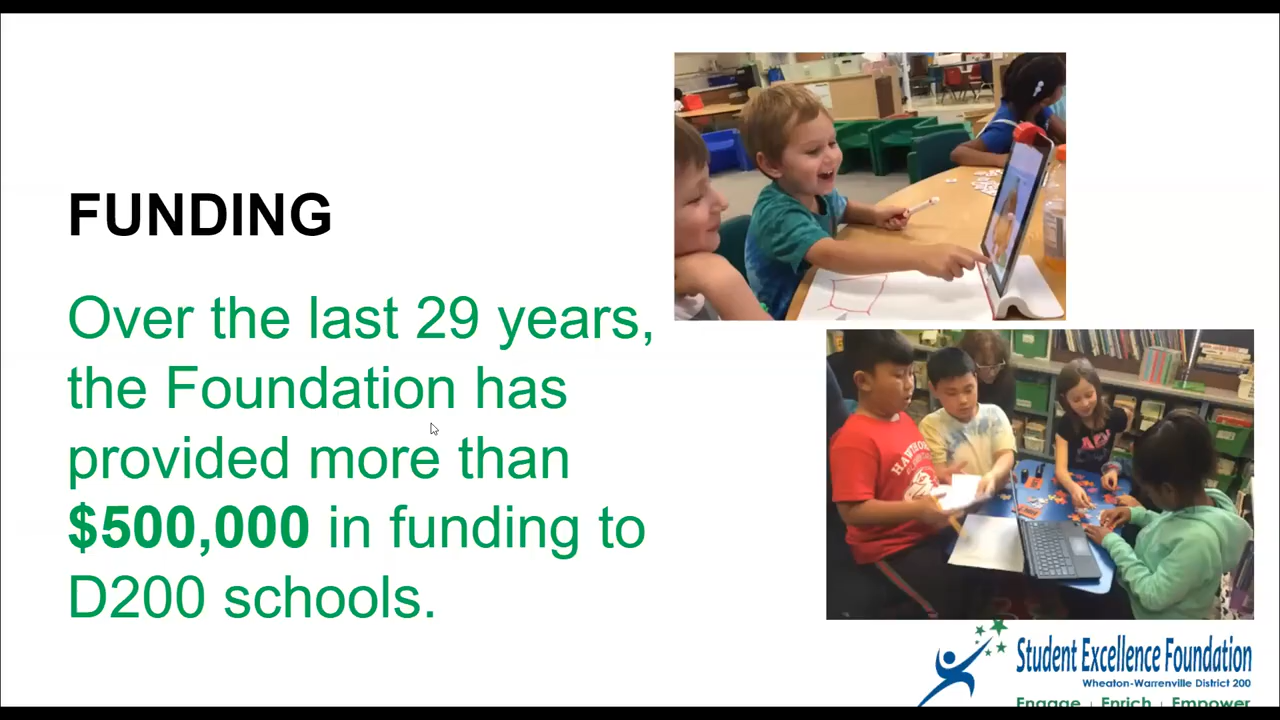 FUNDING
Over the last 29 years,
the Foundation has
provided more than
$500,000 in funding to
D200 schools.
Student Excellence Foundation
Wheaton-Warrenville District 200
Engage | Enrich | Empower